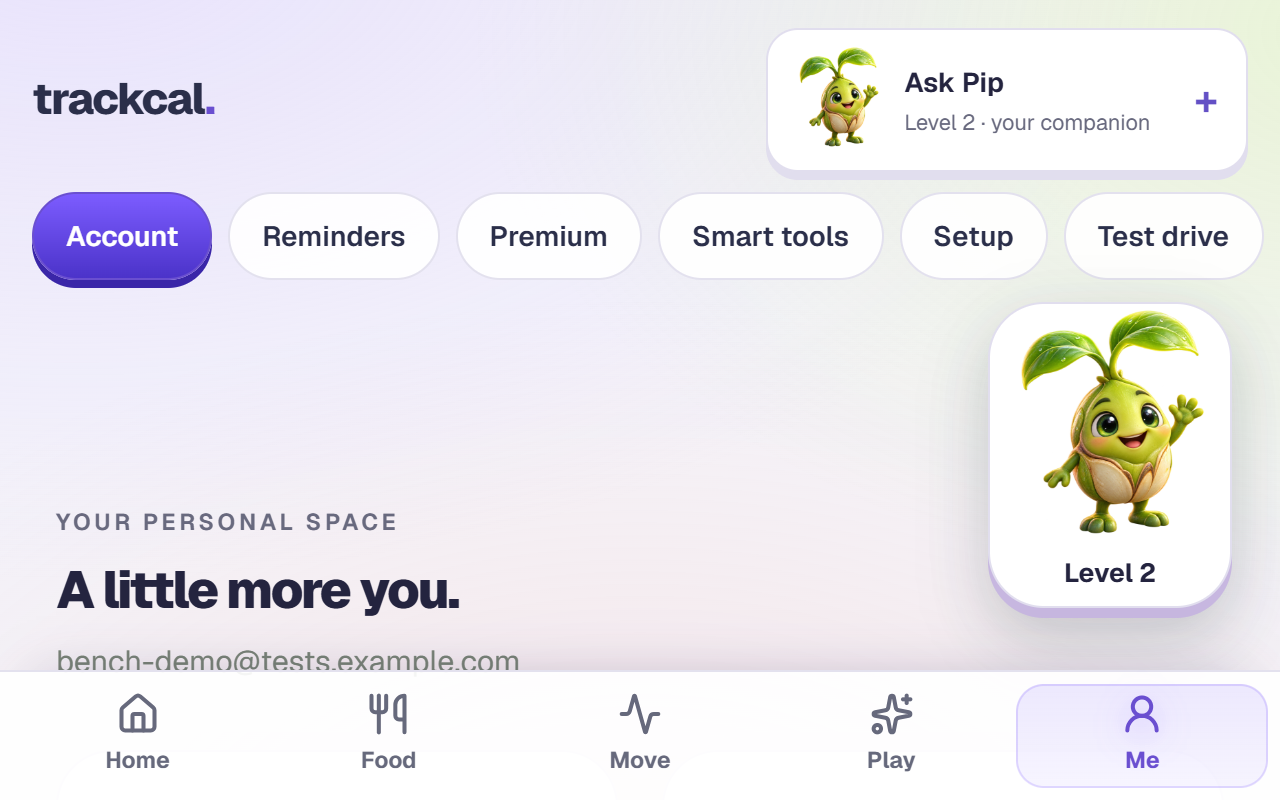 trackcal.
Ask Pip
Level 2 · your companion
+
Account
Reminders
Premium
Smart tools
Setup
Test drive
Level 2
YOUR PERSONAL SPACE
A little more you.
bench-demo@tests.example.com
Home
Food
Move
Play
Me